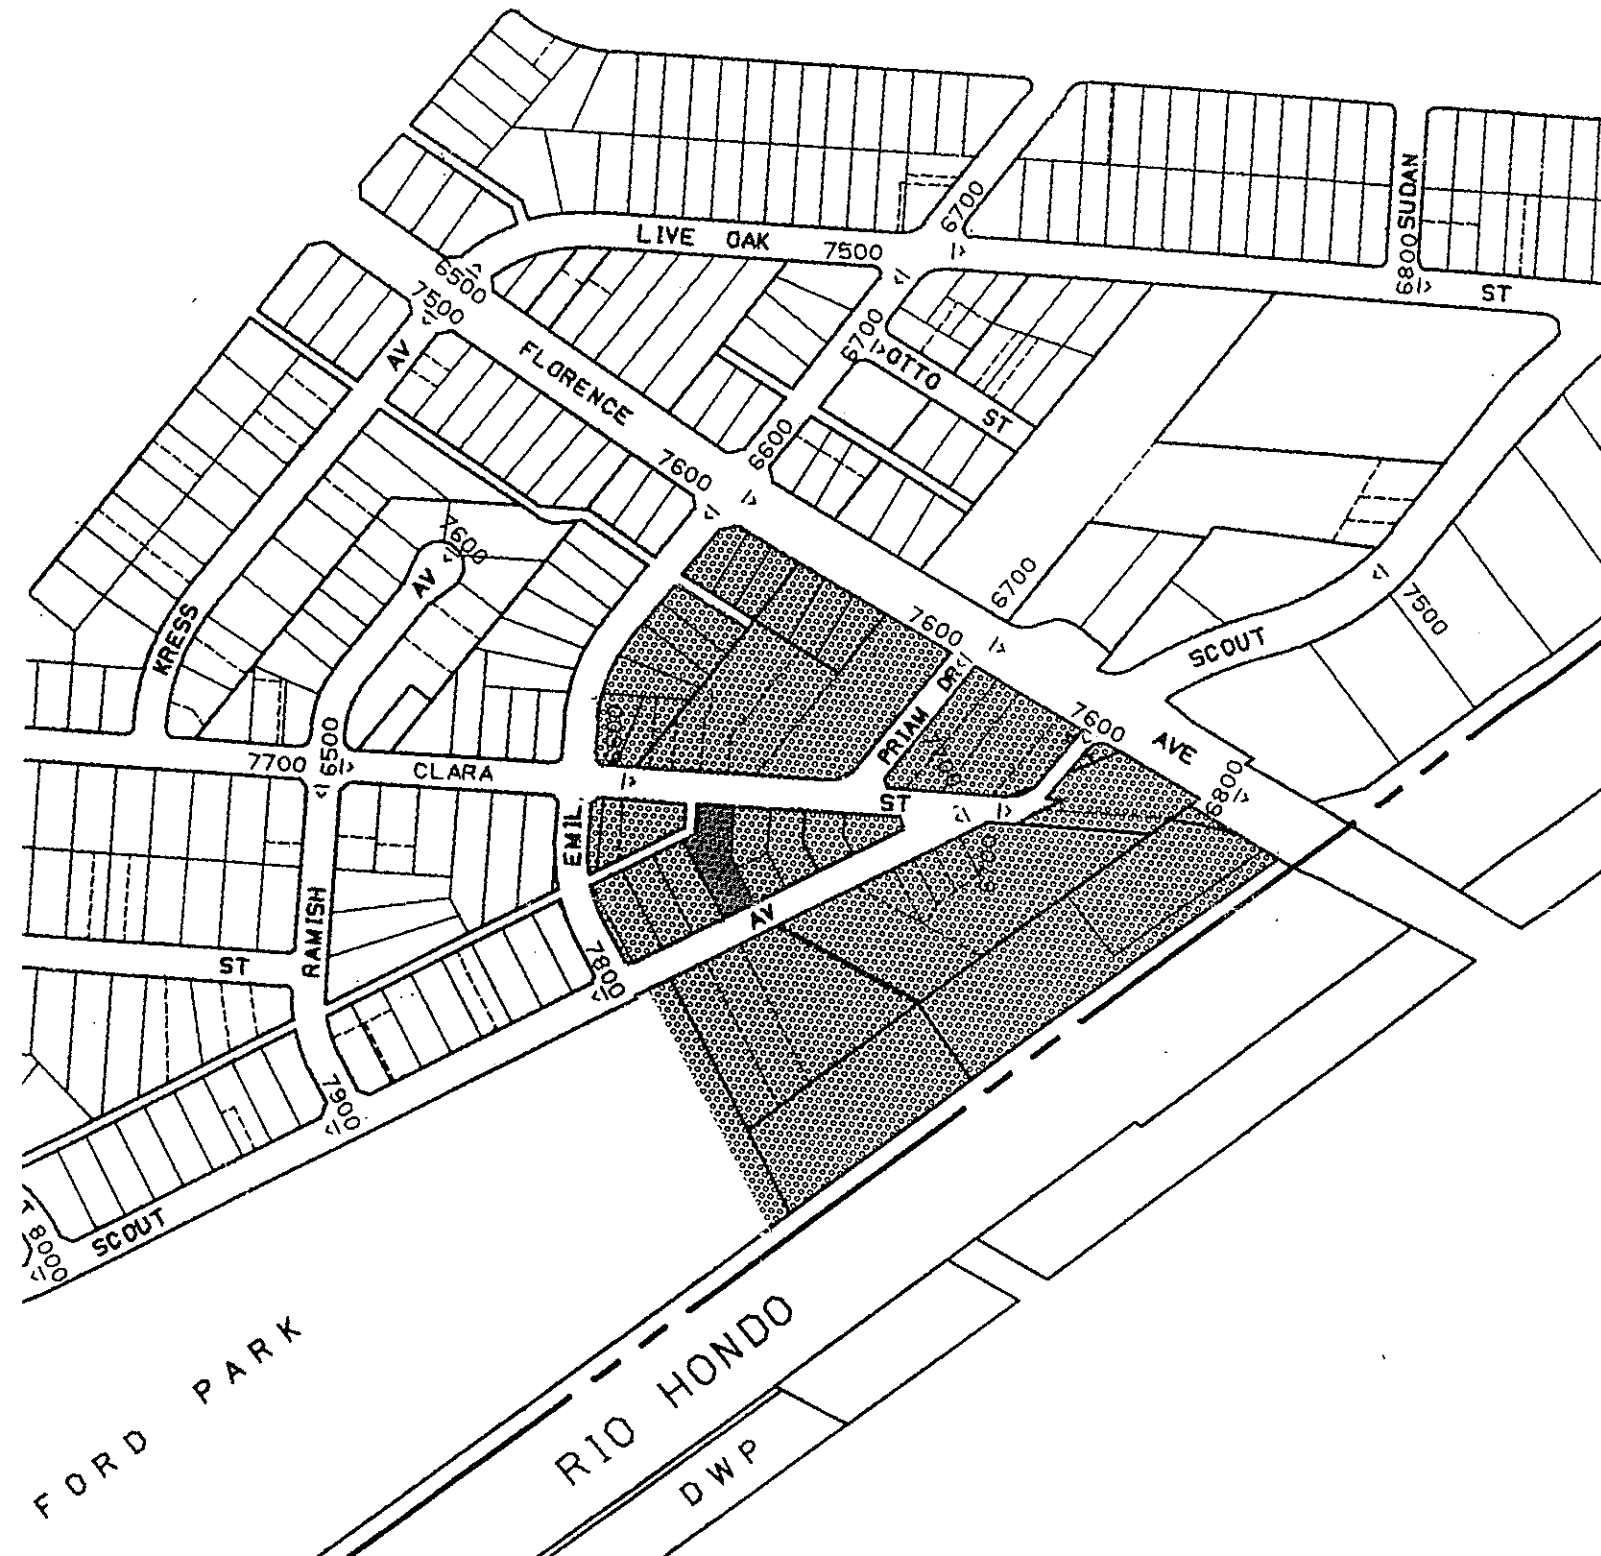 6700
SUDAN
6800
LIVE OAK
7500
ST
6500
7500
AV
FLORENCE
6700
OTTO
ST
6600
7600
7600
AV
6700
7600
SCOUT
7500
KRESS
DR
PRIAM
7600
AVE
6800
6500
7700
CLARA
ST
EMIL
RAMISH
AV
ST
7800
7900
SCOUT
8000
FORD PARK
RIO HONDO
DWP